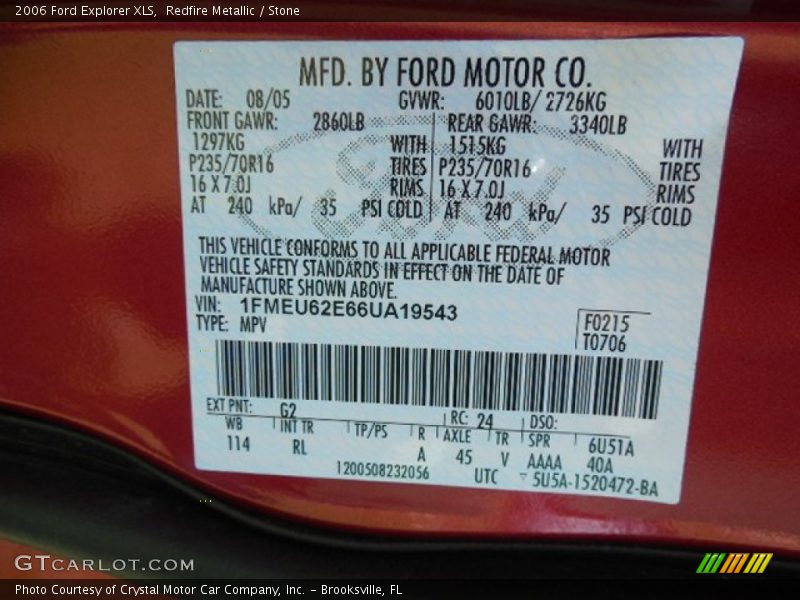 2006 Ford Explorer XLS, Redfire Metallic / Stone
MFD. BY FORD MOTOR CO.
DATE: 08/05 GVWR: 6010LB/ 2726KG
FRONT GAWR: 2860LB REAR GAWR: 3340LB
1297KG WITH 1515KG WITH
P235/70R16 TIRES P235/70R16 TIRES
16 X 7.0J RIMS 16 X 7.0J RIMS
AT 240 kPa/ 35 PSI COLD AT 240 kPa/ 35 PSI COLD
Ford
THIS VEHICLE CONFORMS TO ALL APPLICABLE FEDERAL MOTOR
VEHICLE SAFETY STANDARDS IN EFFECT ON THE DATE OF
MANUFACTURE SHOWN ABOVE.
VIN: 1FMEU62E66UA19543
TYPE: MPV
F0215
T0706
EXT PNT: G2 RC: 24 DSO:
WB INT TR TP/PS R AXLE TR SPR 6U51A
114 RL A 45 V AAAA 40A
1200508232056 UTC 5U5A-1520472-BA
GTCARLOT.COM
Photo Courtesy of Crystal Motor Car Company, Inc. - Brooksville, FL